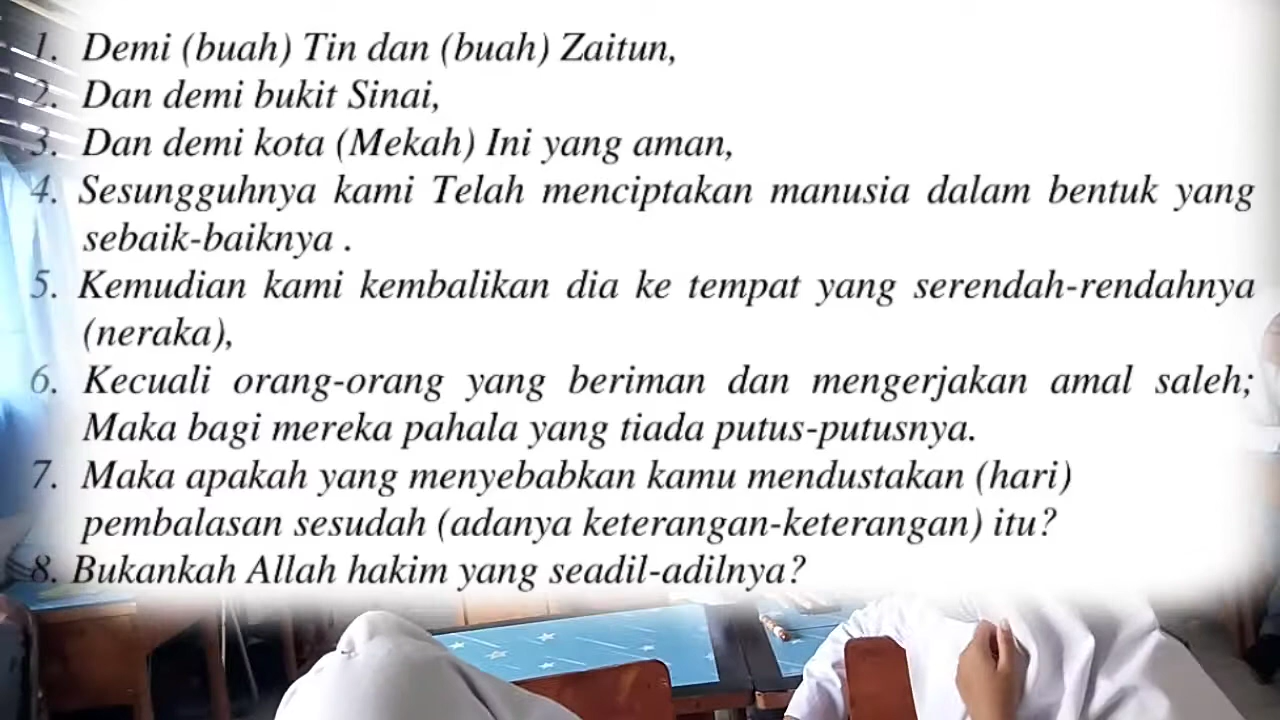 1. Demi (buah) Tin dan (buah) Zaitun,
2. Dan demi bukit Sinai,
3. Dan demi kota (Mekah) Ini yang aman,
4. Sesungguhnya kami Telah menciptakan manusia dalam bentuk yang
sebaik-baiknya .
5. Kemudian kami kembalikan dia ke tempat yang serendah-rendahnya
(neraka),
6. Kecuali orang-orang yang beriman dan mengerjakan amal saleh;
Maka bagi mereka pahala yang tiada putus-putusnya.
7. Maka apakah yang menyebabkan kamu mendustakan (hari)
pembalasan sesudah (adanya keterangan-keterangan) itu?
8. Bukankah Allah hakim yang seadil-adilnya?